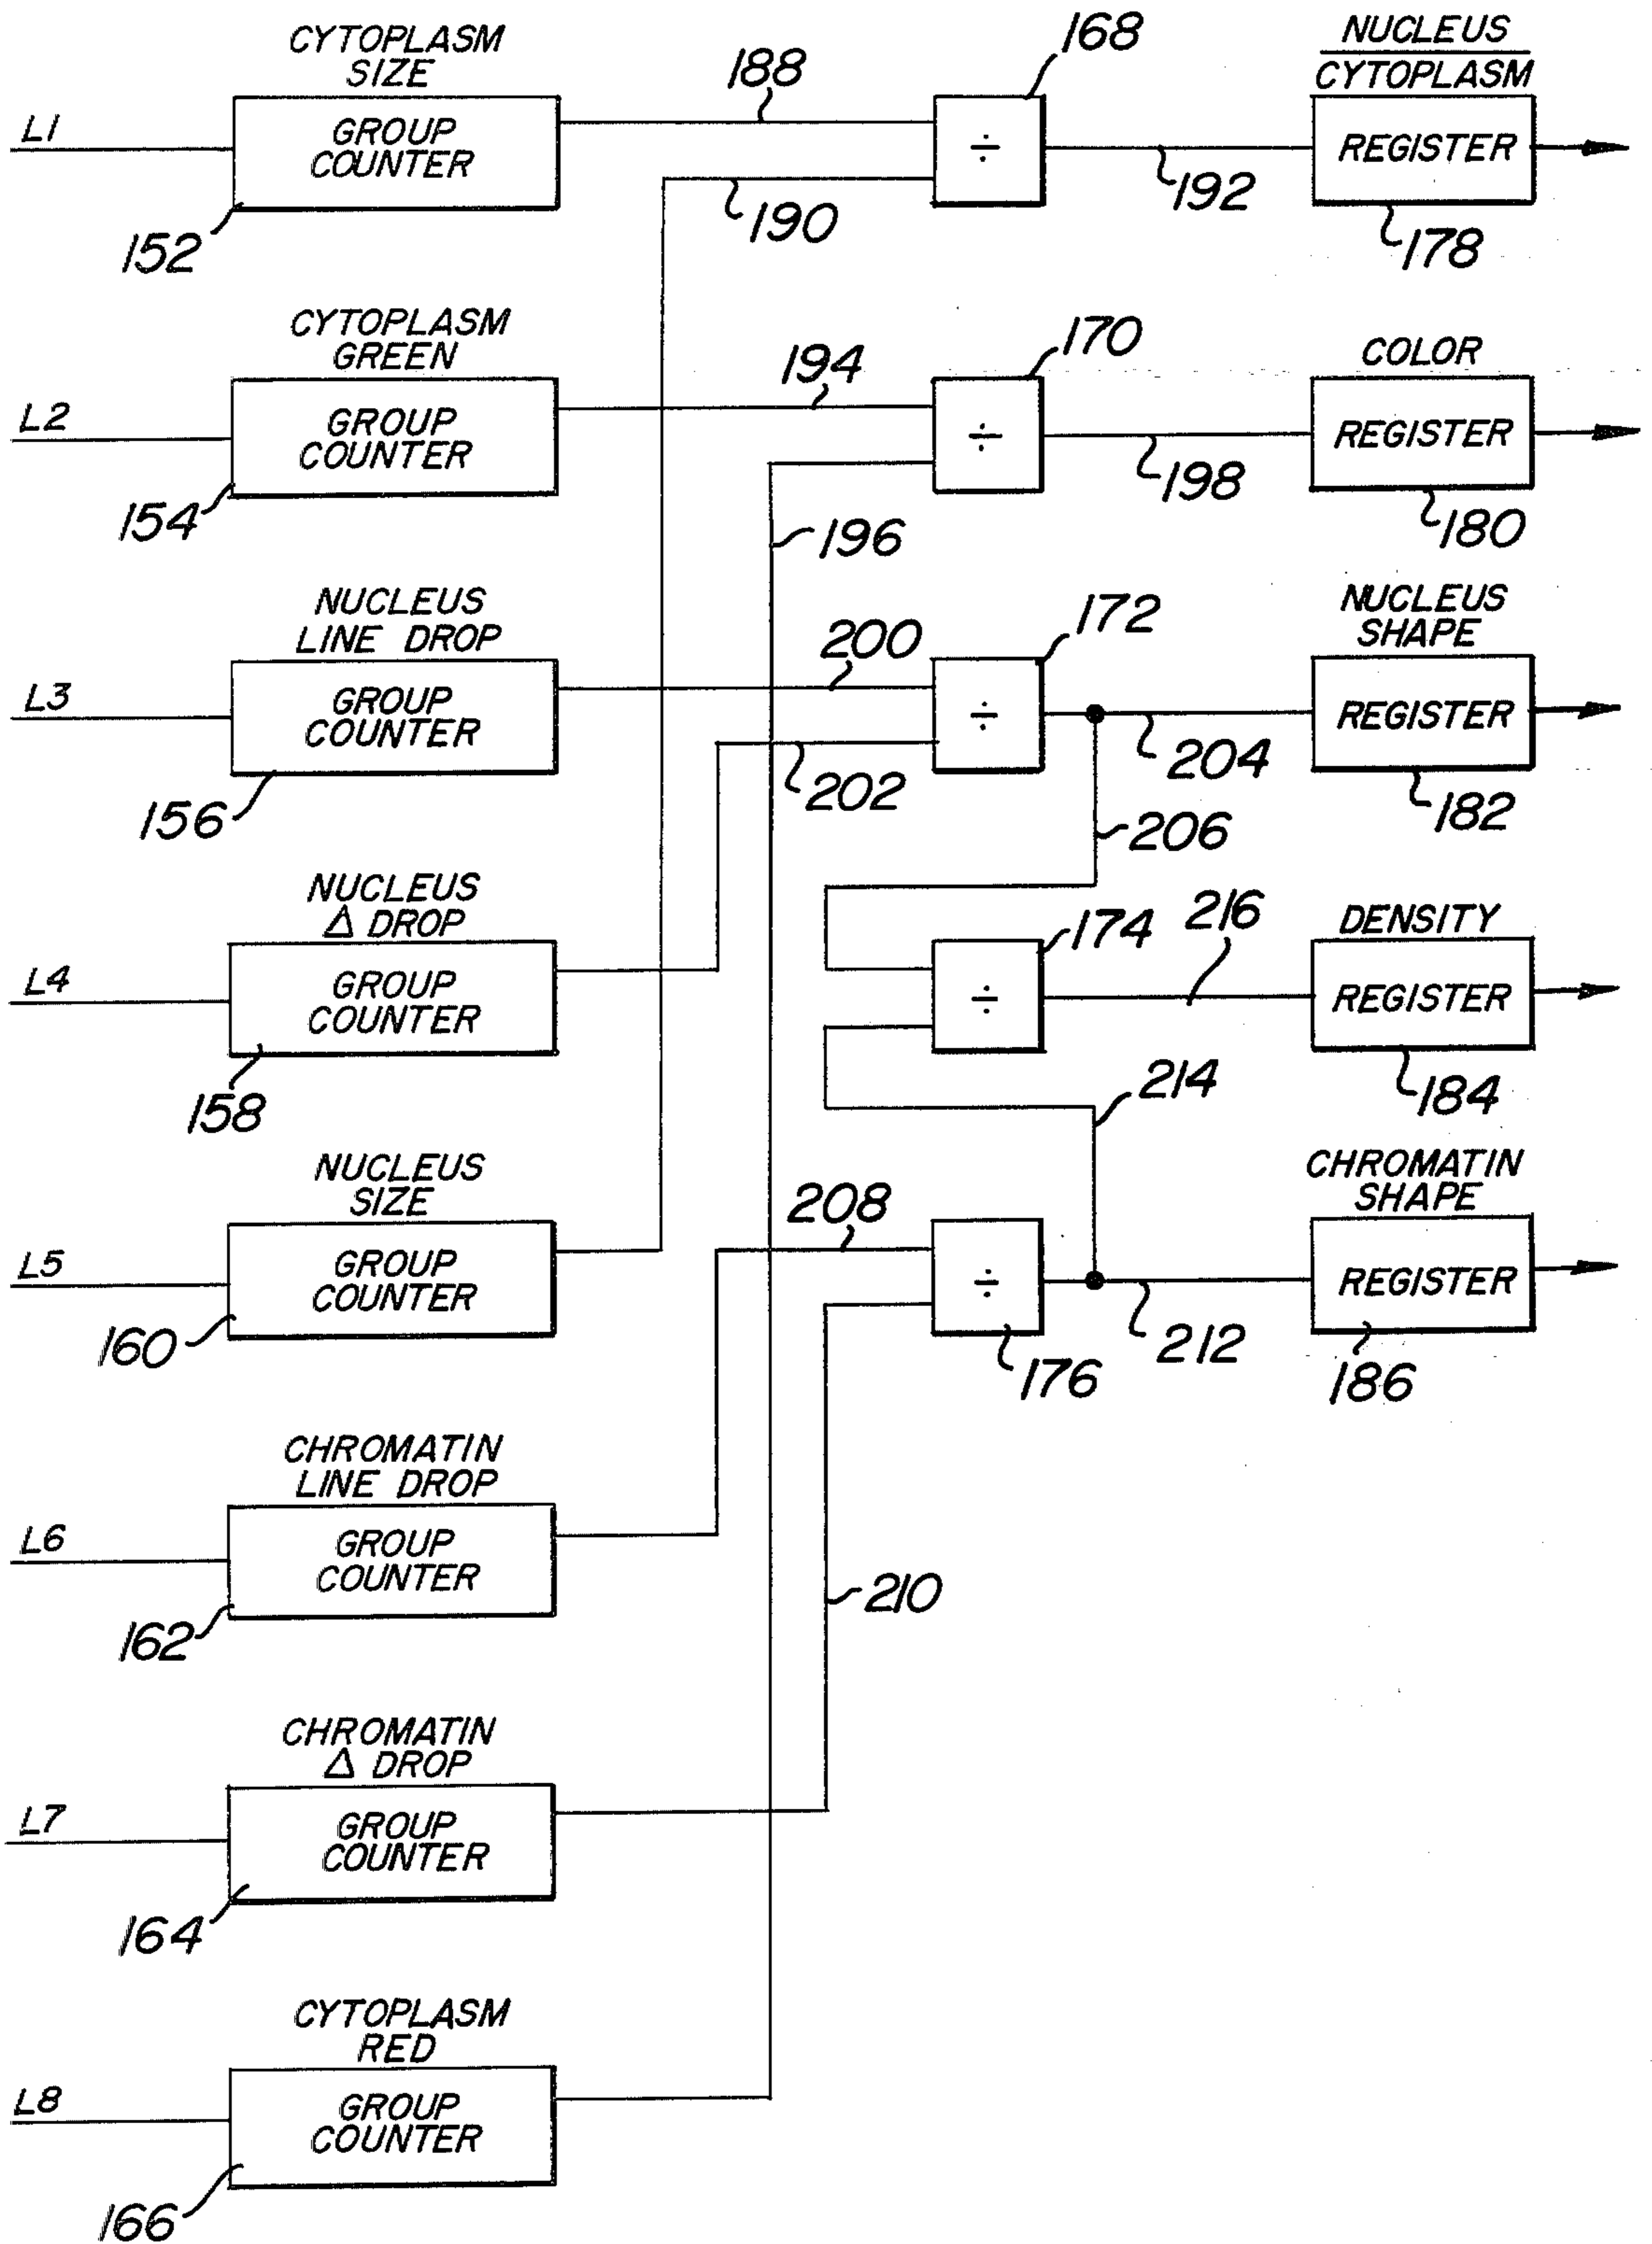 CYTOPLASM
SIZE
L1
GROUP
COUNTER
152
188
190
168
÷
192
NUCLEUS
CYTOPLASM
REGISTER
178
CYTOPLASM
GREEN
L2
GROUP
COUNTER
154
194
196
170
÷
198
COLOR
REGISTER
180
NUCLEUS
LINE DROP
L3
GROUP
COUNTER
156
200
202
172
÷
204
206
NUCLEUS
SHAPE
REGISTER
182
NUCLEUS
Δ DROP
L4
GROUP
COUNTER
158
174
÷
216
214
DENSITY
REGISTER
184
NUCLEUS
SIZE
L5
GROUP
COUNTER
160
208
÷
176
212
CHROMATIN
SHAPE
REGISTER
186
CHROMATIN
LINE DROP
L6
GROUP
COUNTER
162
210
CHROMATIN
Δ DROP
L7
GROUP
COUNTER
164
CYTOPLASM
RED
L8
GROUP
COUNTER
166